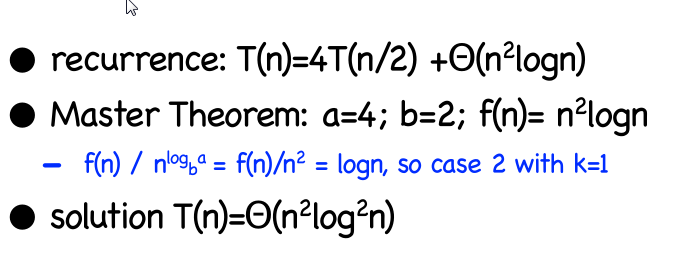 ● recurrence: T(n)=4T(n/2) +Θ(n²logn)
● Master Theorem: a=4; b=2; f(n)= n²logn
– f(n) / n^log_b a = f(n)/n² = logn, so case 2 with k=1
● solution T(n)=Θ(n²log²n)